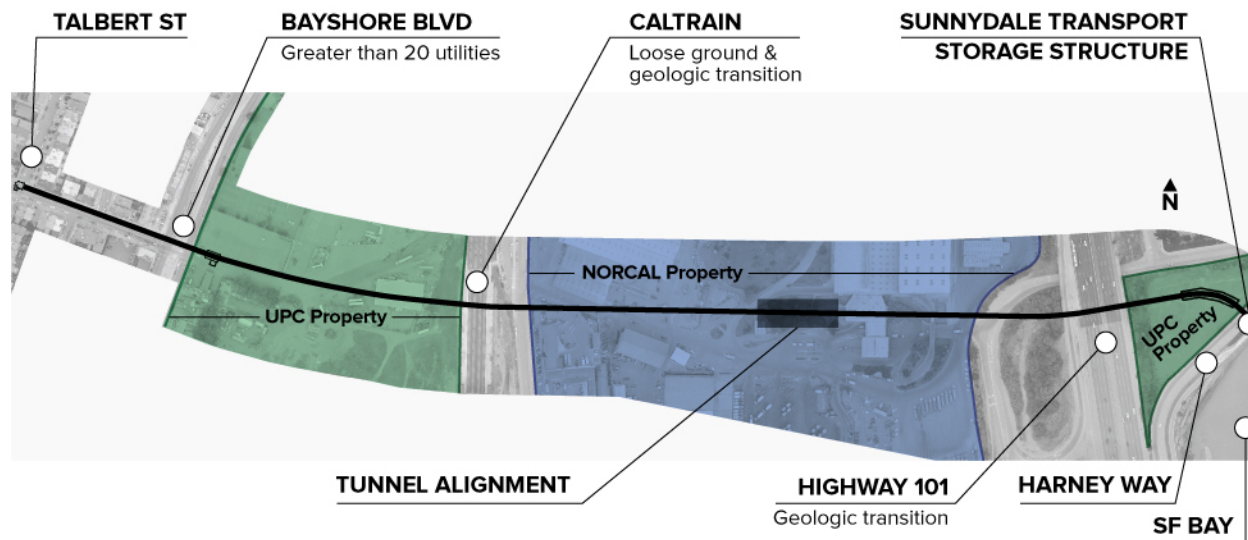 TALBERT ST
BAYSHORE BLVD
Greater than 20 utilities
CALTRAIN
Loose ground &
geologic transition
SUNNYDALE TRANSPORT
STORAGE STRUCTURE
N
NORCAL Property
UPC Property
UPC
Property
TUNNEL ALIGNMENT
HIGHWAY 101
Geologic transition
HARNEY WAY
SF BAY